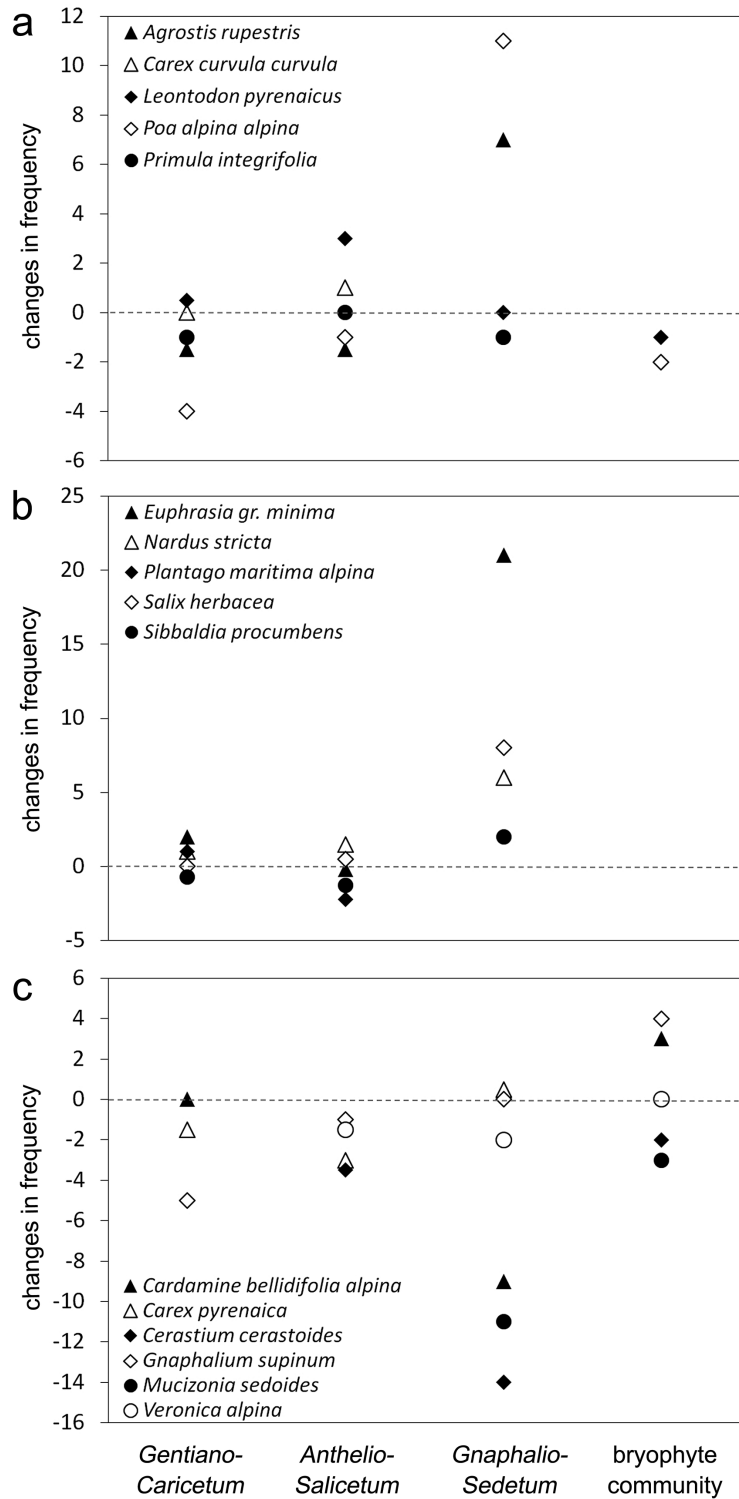 a
12
10
8
6
4
2
0
-2
-4
-6
changes in frequency
Agrostis rupestris
Carex curvula curvula
Leontodon pyrenaicus
Poa alpina alpina
Primula integrifolia
b
25
20
15
10
5
0
-5
changes in frequency
Euphrasia gr. minima
Nardus stricta
Plantago maritima alpina
Salix herbacea
Sibbaldia procumbens
c
6
4
2
0
-2
-4
-6
-8
-10
-12
-14
-16
changes in frequency
Cardamine bellidifolia alpina
Carex pyrenaica
Cerastium cerastoides
Gnaphalium supinum
Mucizonia sedoides
Veronica alpina
Gentiano-
Caricetum
Anthelio-
Salicetum
Gnaphalio-
Sedetum
bryophyte
community